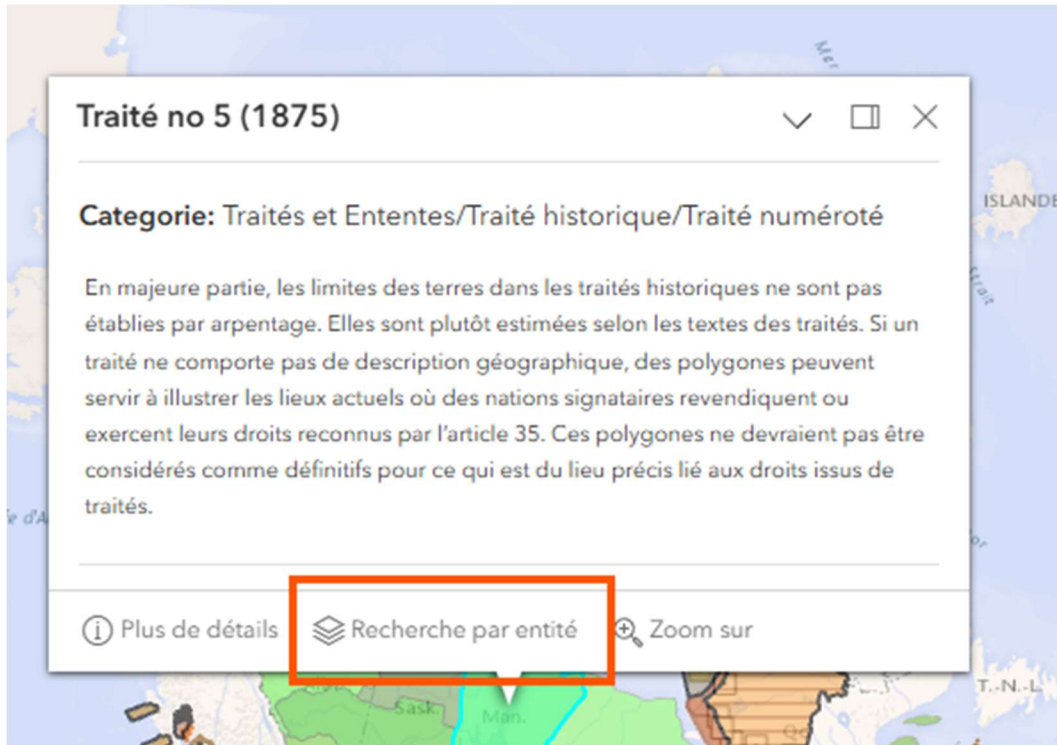 Mer
Traité no 5 (1875)
Categorie: Traités et Ententes/Traité historique/Traité numéroté
ISLANDE
En majeure partie, les limites des terres dans les traités historiques ne sont pas
établies par arpentage. Elles sont plutôt estimées selon les textes des traités. Si un
traité ne comporte pas de description géographique, des polygones peuvent
servir à illustrer les lieux actuels où des nations signataires revendiquent ou
exercent leurs droits reconnus par l'article 35. Ces polygones ne devraient pas être
considérés comme définitifs pour ce qui est du lieu précis lié aux droits issus de
traités.
Plus de détails
Recherche par entité
Zoom sur
Sask.
Man.
Qc
T.-N.-L.